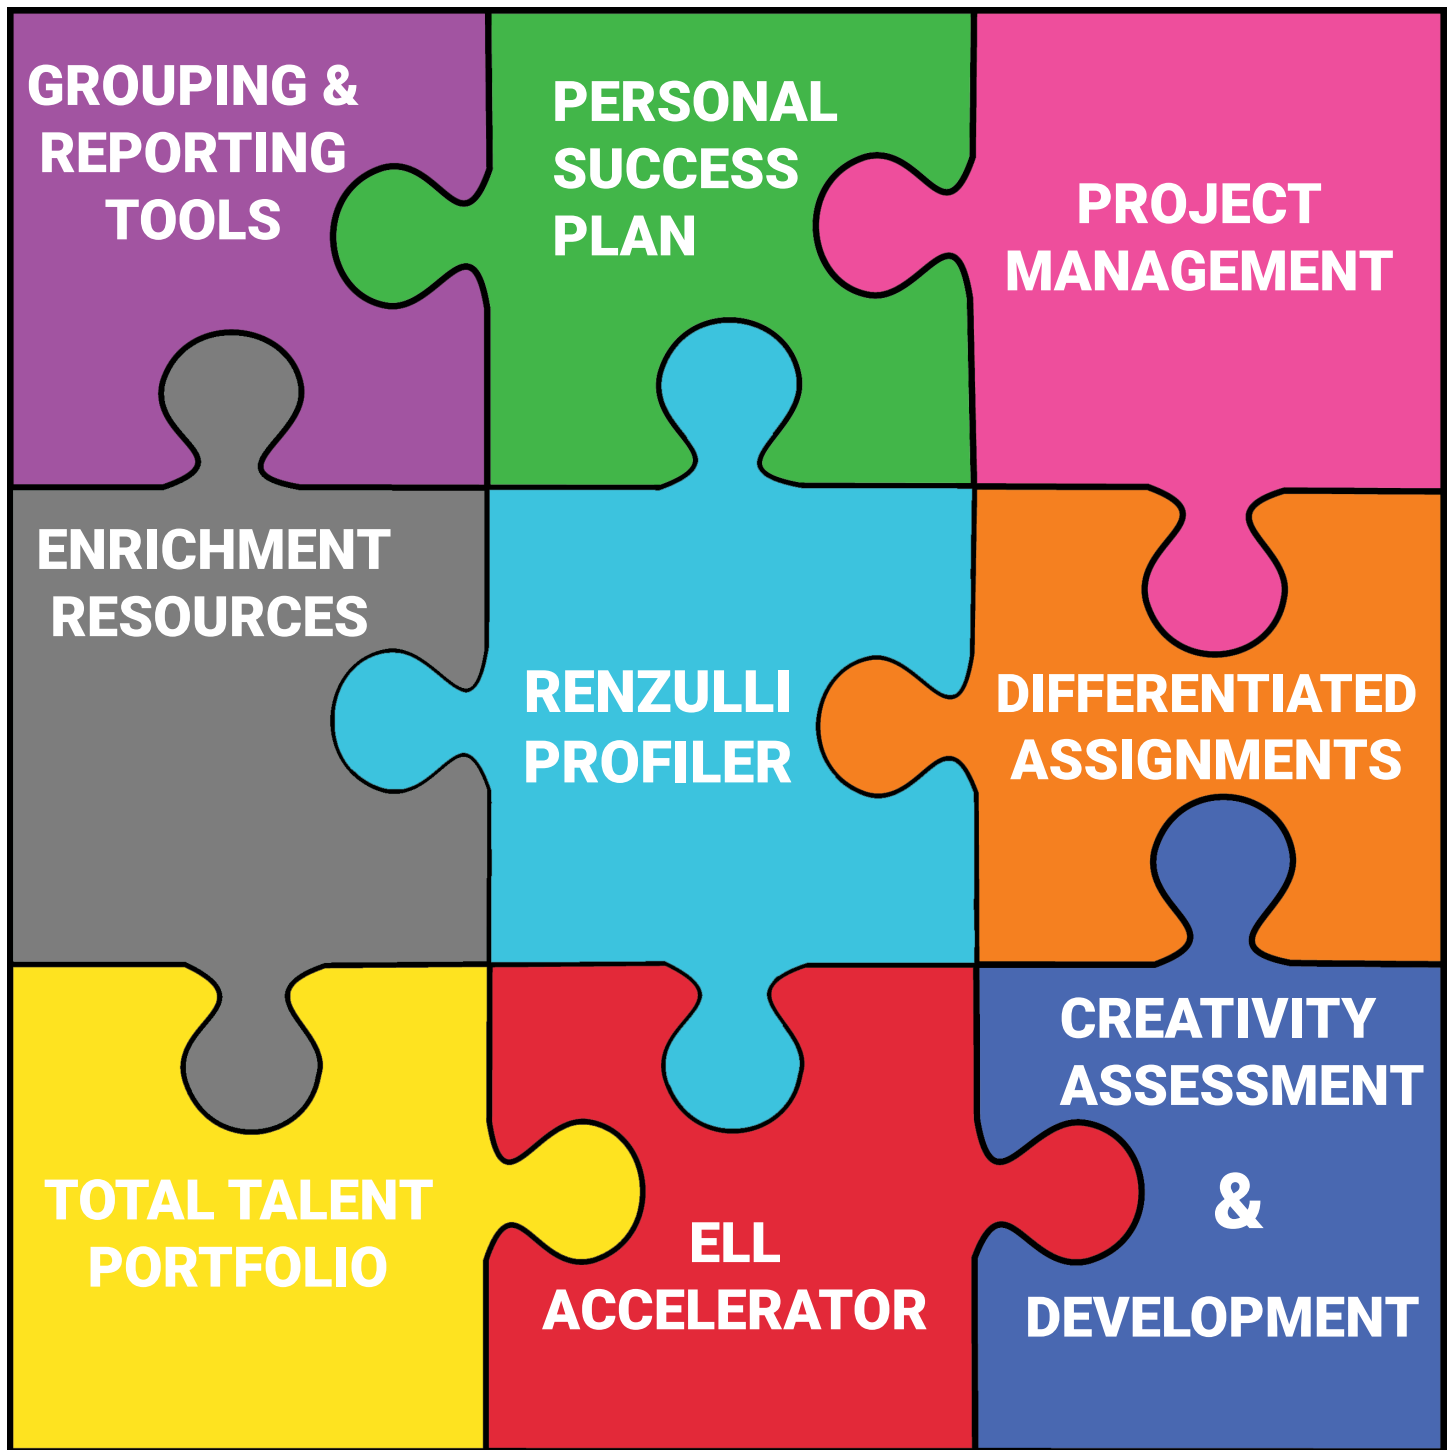 GROUPING &
REPORTING
TOOLS
PERSONAL
SUCCESS
PLAN
PROJECT
MANAGEMENT
ENRICHMENT
RESOURCES
RENZULLI
PROFILER
DIFFERENTIATED
ASSIGNMENTS
TOTAL TALENT
PORTFOLIO
ELL
ACCELERATOR
CREATIVITY
ASSESSMENT
&
DEVELOPMENT